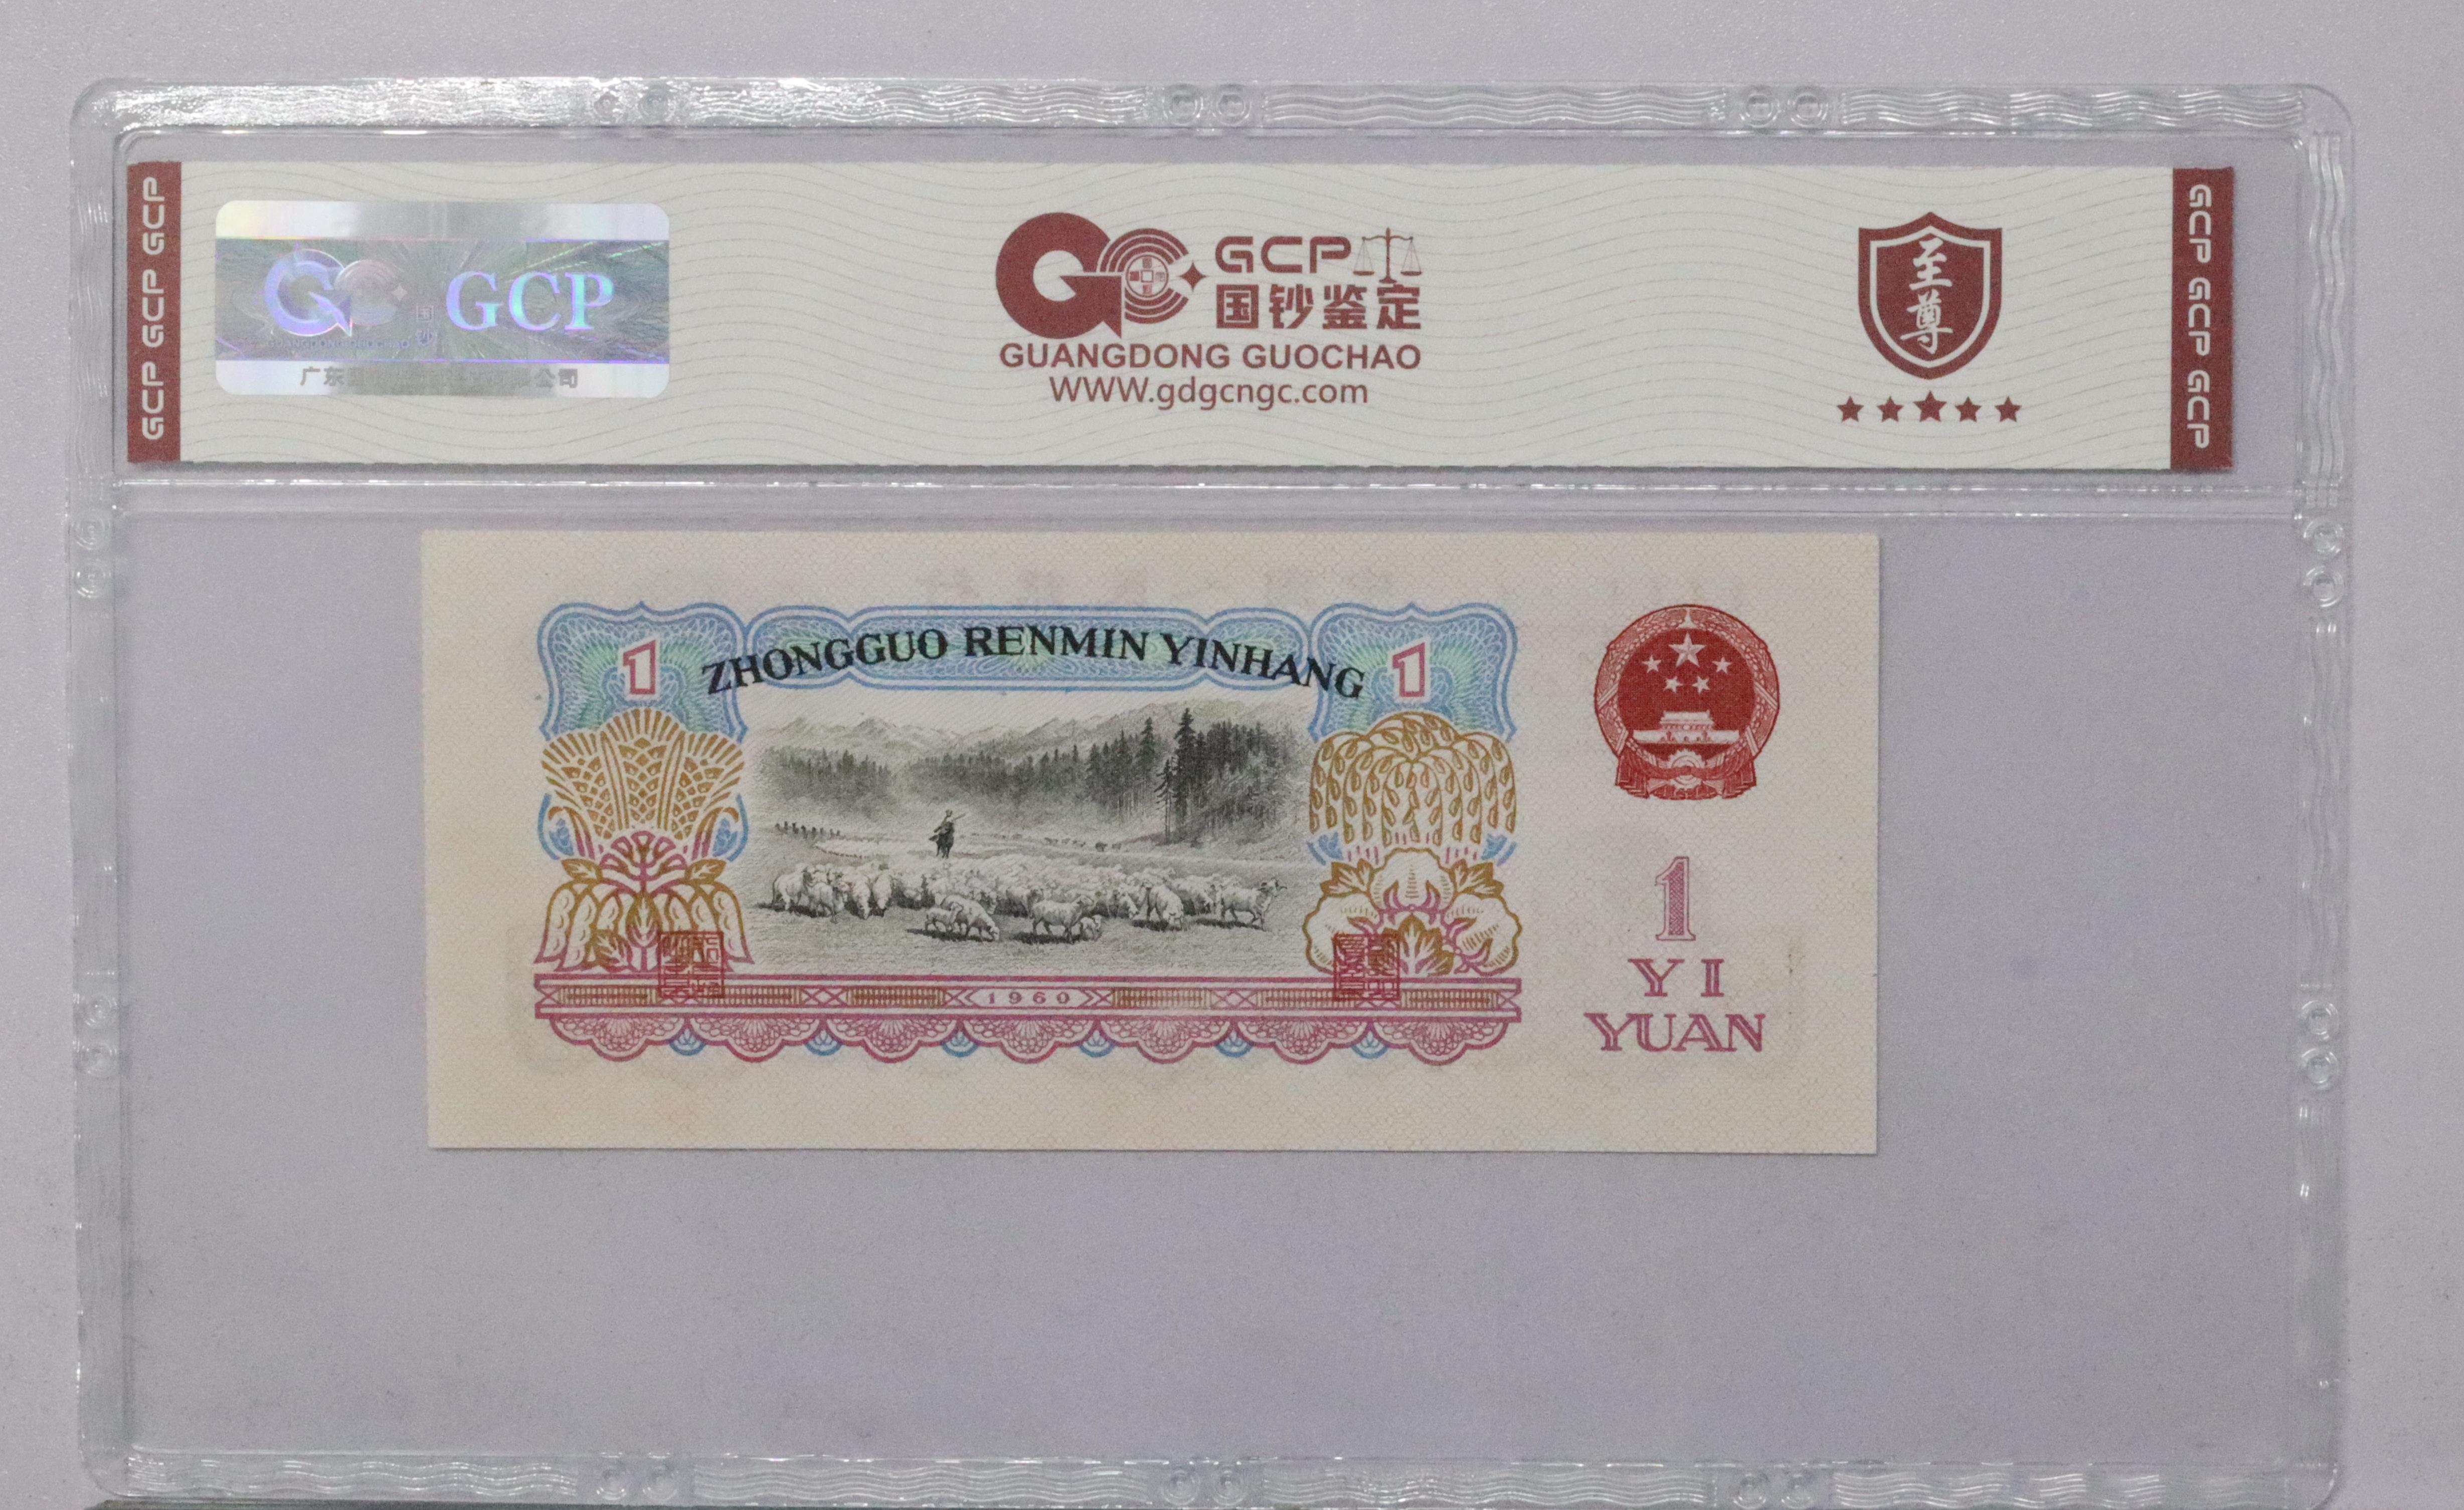 GCP GCP GCP
GCP
GCP
国钞鉴定
GUANGDONG GUOCHAO
WWW.gdgcngc.com
至尊
GCP GCP GCP
1
ZHONGGUO RENMIN YINHANG
1
1960
1
YI
YUAN